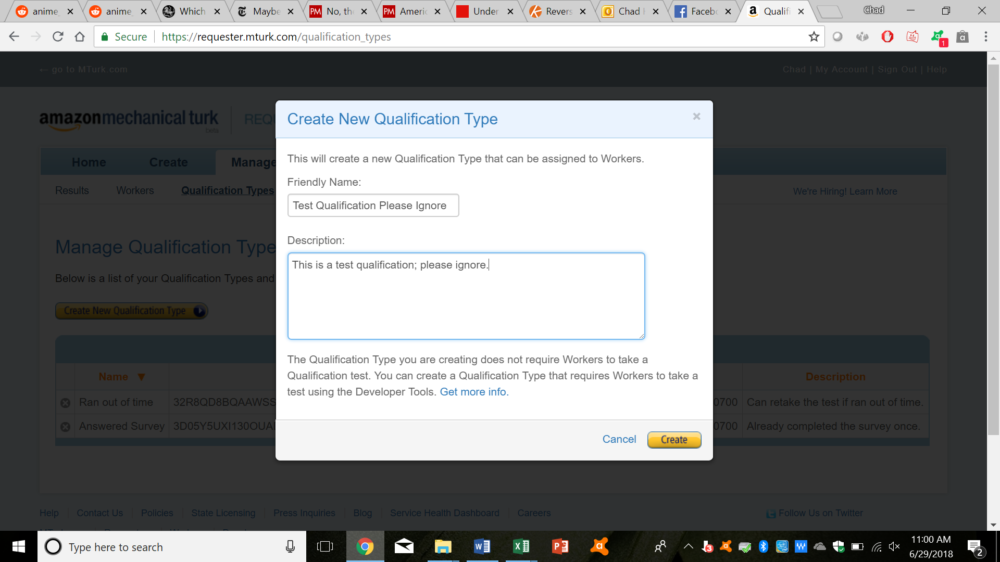 anime_
anime_
Which
Maybe
No, the
Americ
Under
Revers
Chad
Facebo
Qualifi
Chad
Secure
https://requester.mturk.com/qualification_types
1
← go to MTurk.com
Chad | My Account | Sign Out | Help
amazonmechanical turk
beta
REQU
Home
Create
Manage
Results
Workers
Qualification Types
We're Hiring! Learn More
Manage Qualification Type
Below is a list of your Qualification Types and
Create New Qualification Type
Name
Description
Ran out of time
32R8QD8BQAAWSS
0700
Can retake the test if ran out of time.
Answered Survey
3D05Y5UXI130OUA
0700
Already completed the survey once.
Create New Qualification Type
×
This will create a new Qualification Type that can be assigned to Workers.
Friendly Name:
Test Qualification Please Ignore
Description:
This is a test qualification; please ignore.
The Qualification Type you are creating does not require Workers to take a
Qualification test. You can create a Qualification Type that requires Workers to take a
test using the Developer Tools. Get more info.
Cancel
Create
Help
Contact Us
Policies
State Licensing
Press Inquiries
Blog
Service Health Dashboard
Careers
Follow Us on Twitter
Type here to search
3
11:00 AM
6/29/2018
2